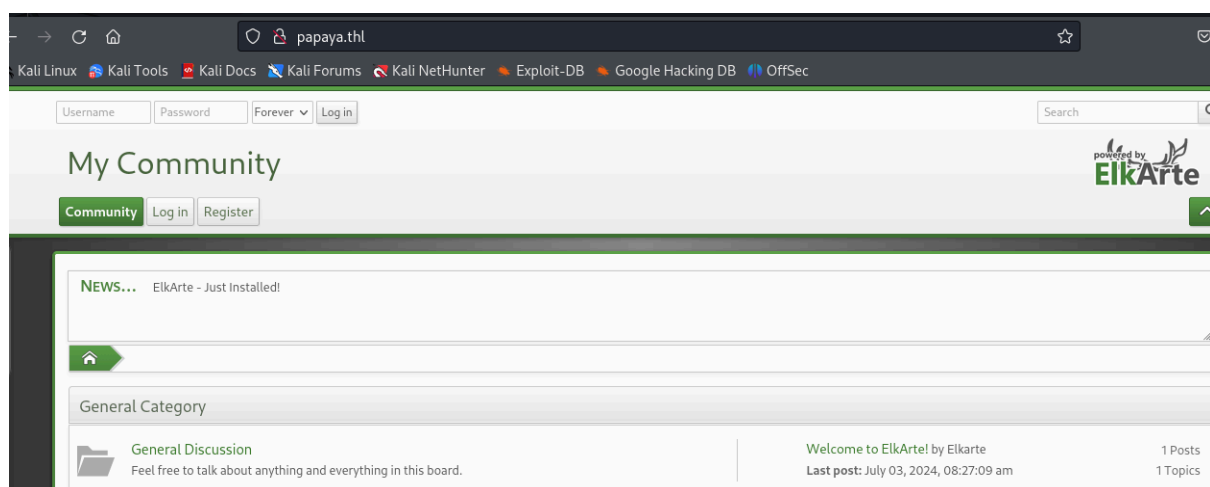 papaya.thl
Kali Linux Kali Tools Kali Docs Kali Forums Kali NetHunter Exploit-DB Google Hacking DB OffSec
Username Password Forever Log in Search
My Community
powered by
ElkArte
Community Log in Register
News... ElkArte - Just Installed!
General Category
General Discussion
Feel free to talk about anything and everything in this board.
Welcome to ElkArte! by Elkarte
Last post: July 03, 2024, 08:27:09 am
1 Posts
1 Topics